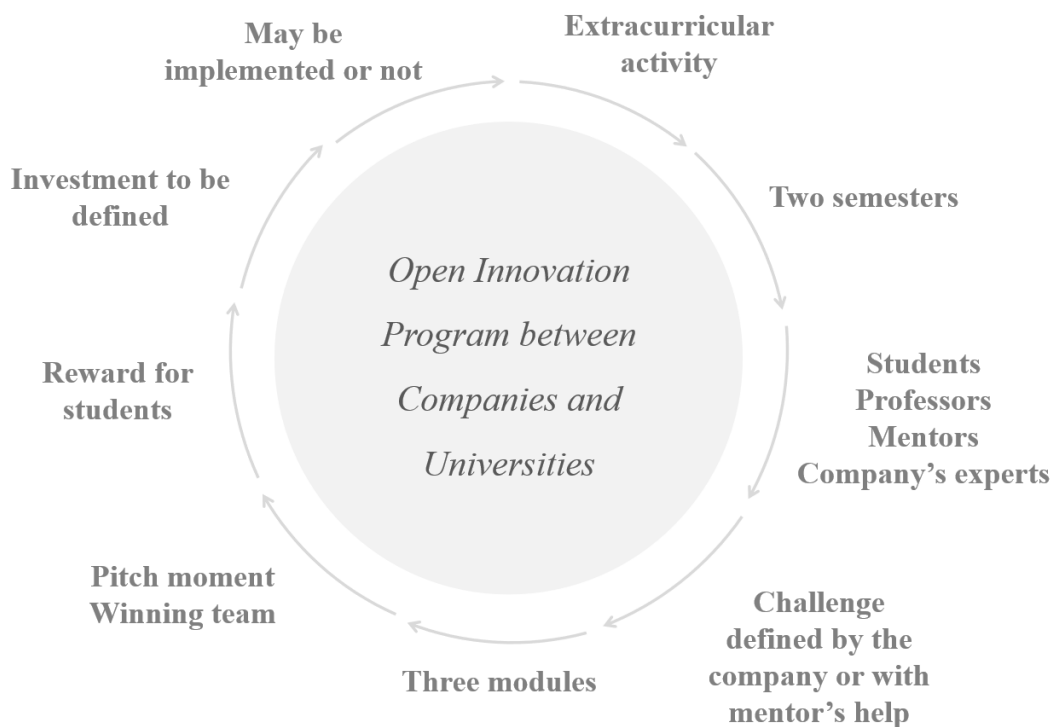 Extracurricular
activity
Two semesters
Students
Professors
Mentors
Company’s experts
Challenge
defined by the
company or with
mentor’s help
Three modules
Pitch moment
Winning team
Reward for
students
Investment to be
defined
May be
implemented or not
Open Innovation
Program between
Companies and
Universities